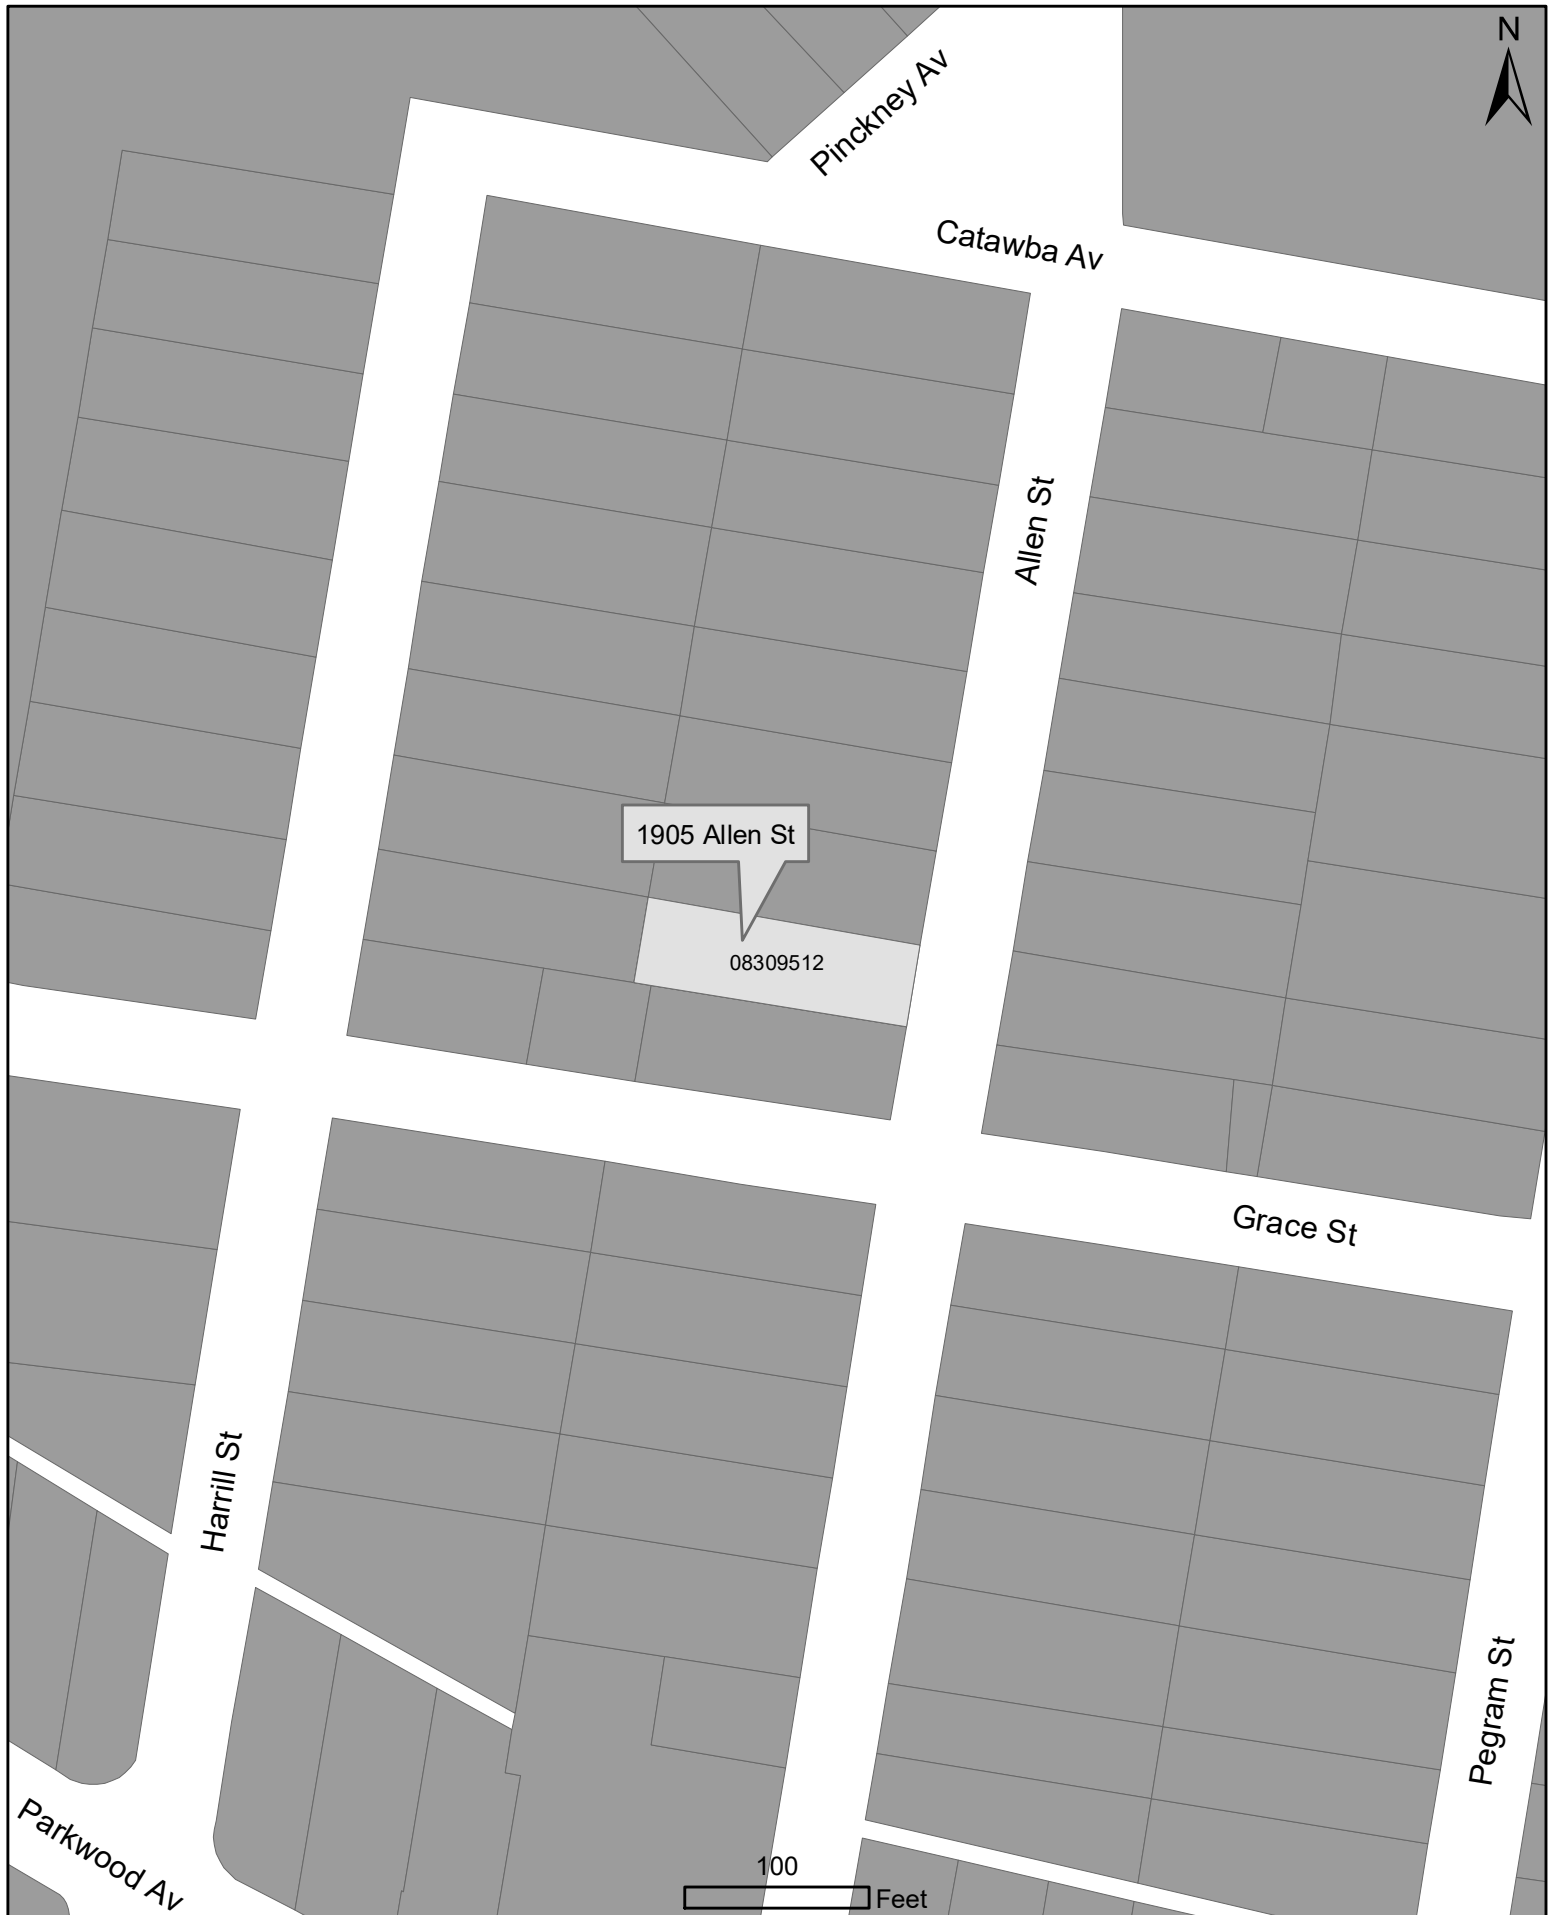 N
Pinckney Av
Catawba Av
Allen St
1905 Allen St
08309512
Grace St
Harrill St
Pegram St
Parkwood Av
100
Feet